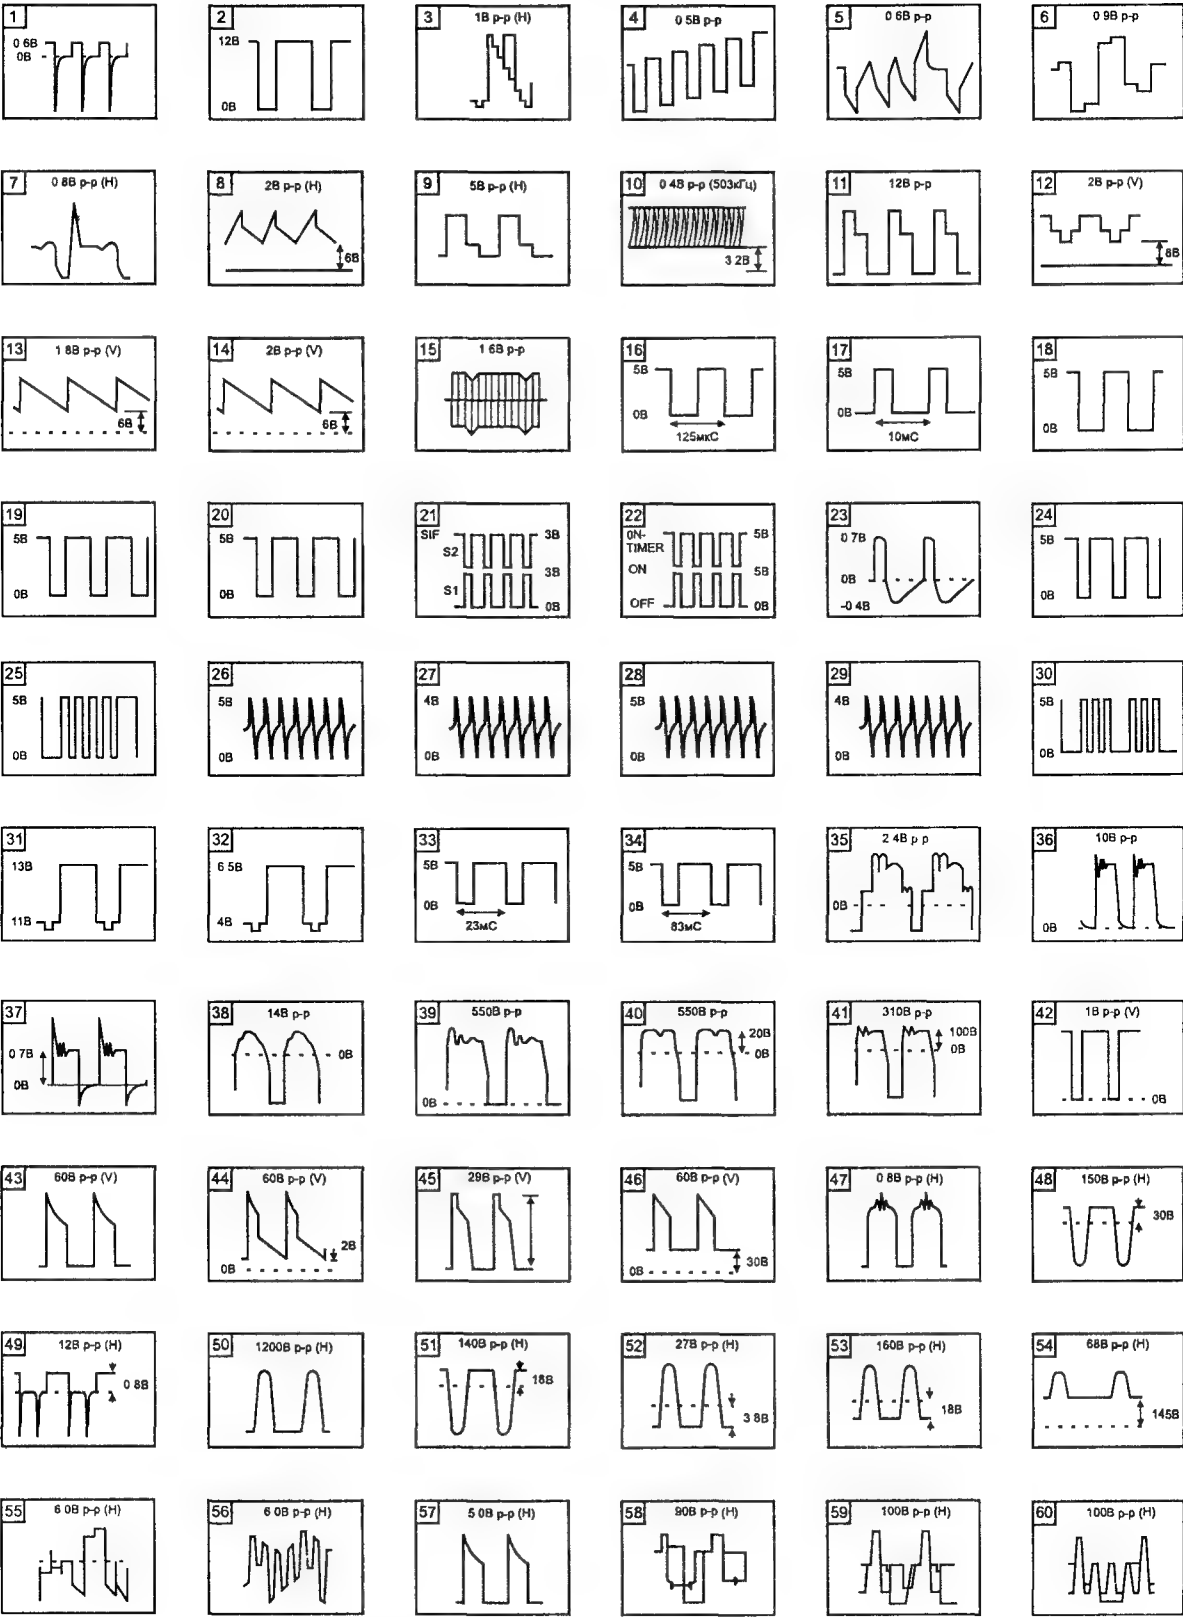 1
0 6В
0В
2
12В
0В
3
1В р-р (H)
4
0 5В р-р
5
0 6В р-р
6
0 9В р-р
7
0 8В р-р (H)
8
2В р-р (H)
6В
9
5В р-р (H)
10
0 4В р-р (503кГц)
3 2В
11
12В р-р
12
2В р-р (V)
8В
13
1 8В р-р (V)
6В
14
2В р-р (V)
6В
15
1 6В р-р
16
5В
0В
125мкС
17
5В
0В
10мС
18
5В
0В
19
5В
0В
20
5В
0В
21
SIF
S2
S1
3В
3В
0В
22
0N-
TIMER
ON
OFF
5В
5В
0В
23
0 7В
0В
-0 4В
24
5В
0В
25
5В
0В
26
5В
0В
27
4В
0В
28
5В
0В
29
4В
0В
30
5В
0В
31
13В
11В
32
6 5В
4В
33
5В
0В
23мС
34
5В
0В
83мС
35
2 4В р р
0В
36
10В р-р
0В
37
0 7В
0В
38
14В р-р
0В
39
550В р-р
0В
40
550В р-р
20В
0В
41
310В р-р
100В
0В
42
1В р-р (V)
0В
43
60В р-р (V)
44
60В р-р (V)
2В
0В
45
29В р-р (V)
46
60В р-р (V)
0В
30В
47
0 8В р-р (H)
48
150В р-р (H)
30В
49
12В р-р (H)
0 8В
50
1200В р-р (H)
51
140В р-р (H)
18В
52
27В р-р (H)
3 8В
53
160В р-р (H)
18В
54
68В р-р (H)
145В
55
6 0В р-р (H)
56
6 0В р-р (H)
57
5 0В р-р (H)
58
90В р-р (H)
59
100В р-р (H)
60
100В р-р (H)